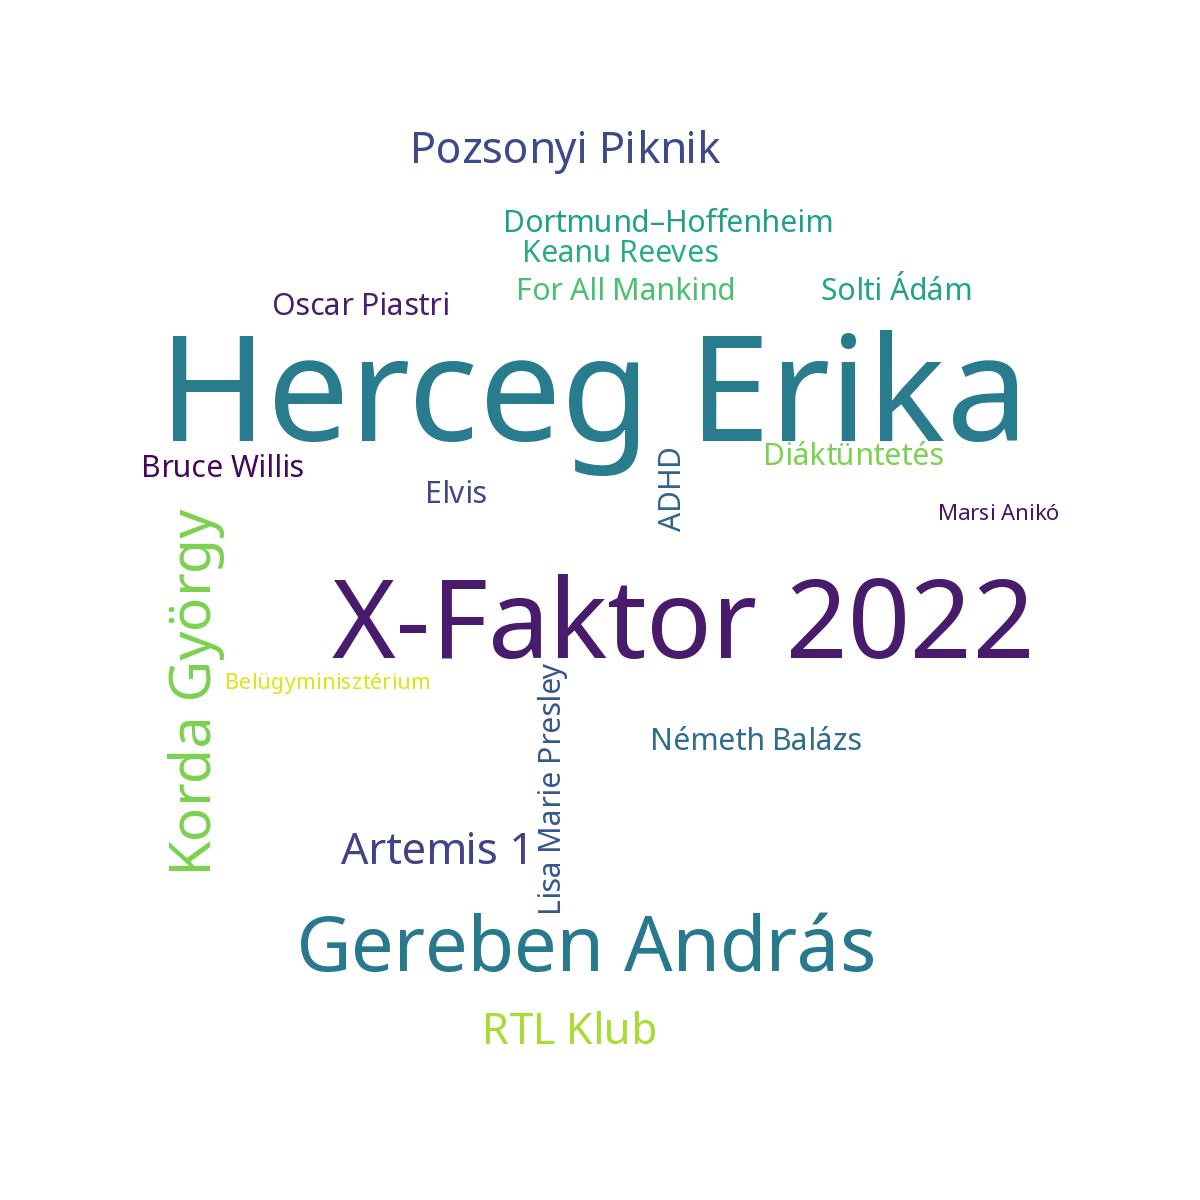 Pozsonyi Piknik
Dortmund–Hoffenheim
Keanu Reeves
For All Mankind
Solti Ádám
Oscar Piastri
Herceg Erika
Diáktüntetés
Bruce Willis
ADHD
Elvis
Marsi Anikó
Korda György
X-Faktor 2022
Belügyminisztérium
Lisa Marie Presley
Németh Balázs
Artemis 1
Gereben András
RTL Klub